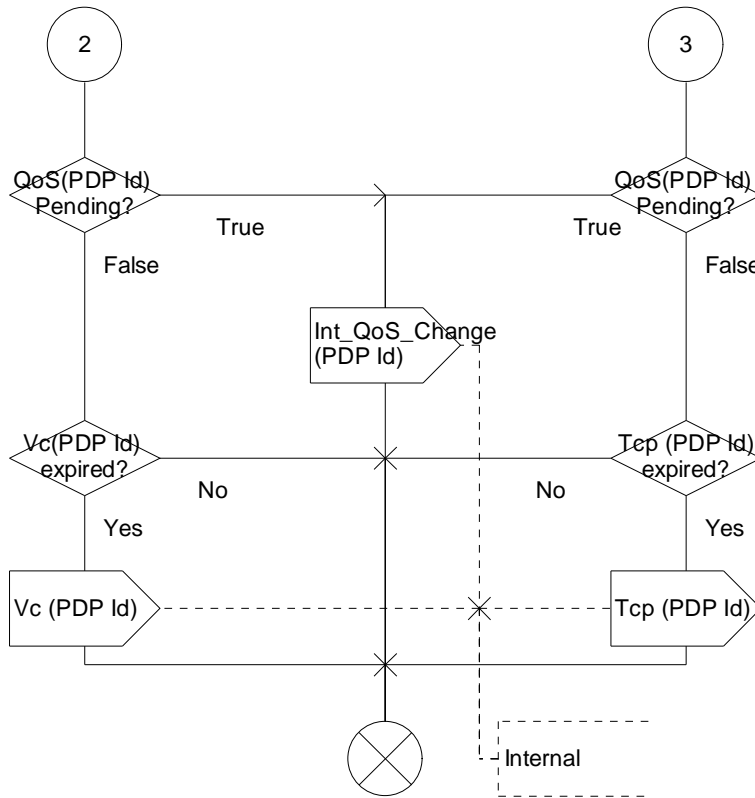 2
3
QoS(PDP Id)
Pending?
QoS(PDP Id)
Pending?
True
True
False
False
Int_QoS_Change
(PDP Id)
Vc(PDP Id)
expired?
Tcp (PDP Id)
expired?
No
No
Yes
Yes
Vc (PDP Id)
Tcp (PDP Id)
Internal